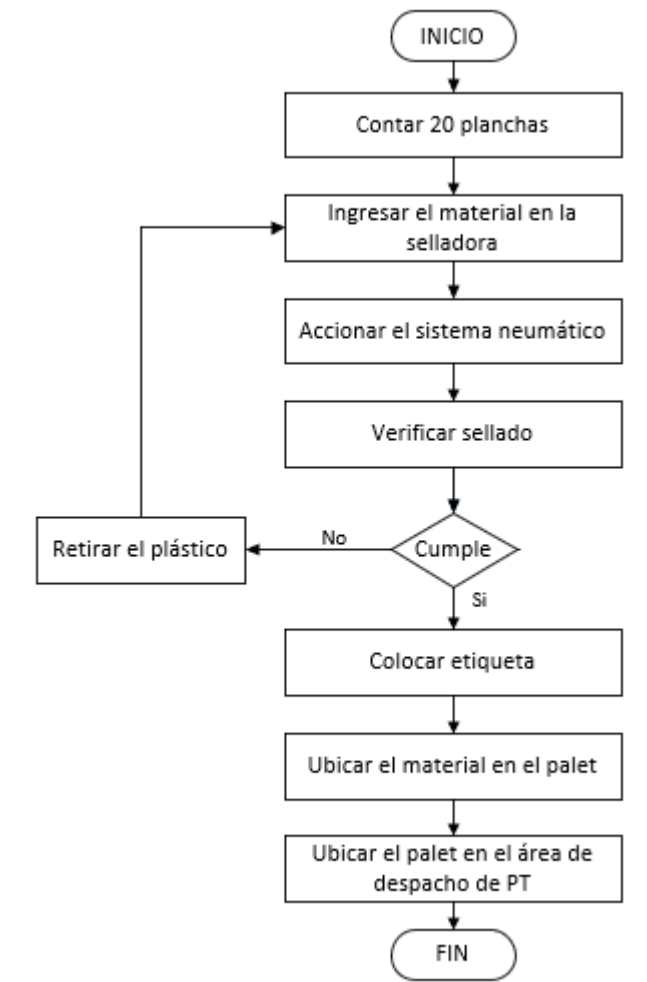 INICIO
Contar 20 planchas
Ingresar el material en la
selladora
Accionar el sistema neumático
Verificar sellado
Cumple
No
Retirar el plástico
Si
Colocar etiqueta
Ubicar el material en el palet
Ubicar el palet en el área de
despacho de PT
FIN